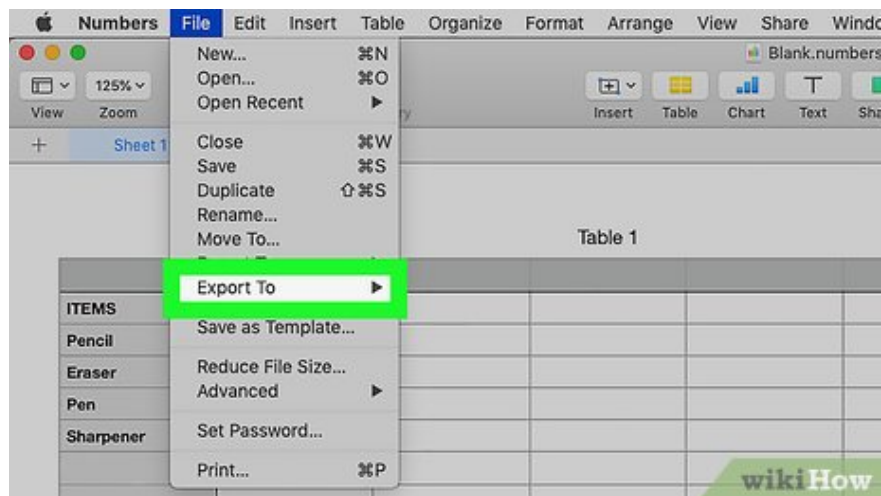 Numbers File Edit Insert Table Organize Format Arrange View Share
Blank.numbers
125%
View Zoom Insert Table Chart Text
Sheet 1
New... ⌘N
Open... ⌘O
Open Recent
Close ⌘W
Save ⌘S
Duplicate ⇧⌘S
Rename...
Move To...
Export To
Save as Template...
Reduce File Size...
Advanced
Set Password...
Print... ⌘P
Table 1
ITEMS
Pencil
Eraser
Pen
Sharpener
wikiHow